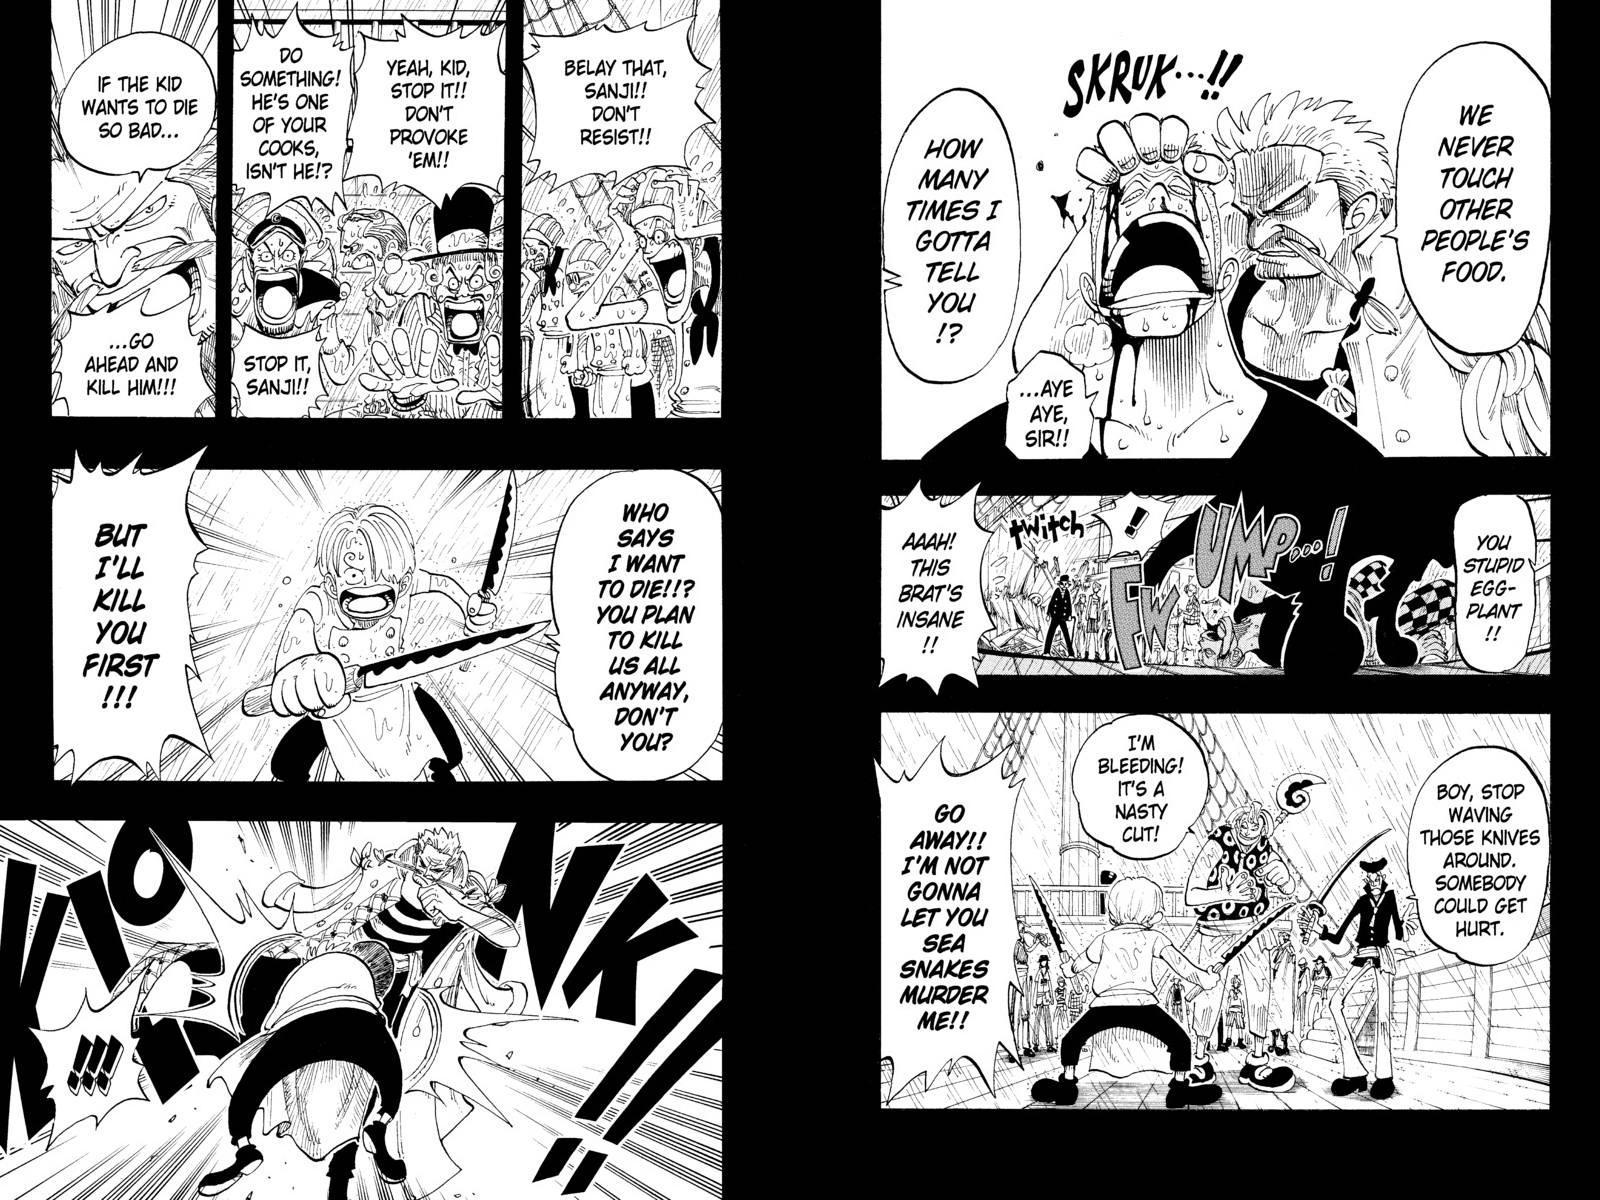 WE
NEVER
TOUCH
OTHER
PEOPLE'S
FOOD.
SKRUK...!!
HOW
MANY
TIMES I
GOTTA
TELL
YOU
!?
...AYE
AYE,
SIR!!
YOU
STUPID
EGG-
PLANT
!!
FWUMP...!
!
twitch
AAAH!
THIS
BRAT'S
INSANE
!!
BOY, STOP
WAVING
THOSE KNIVES
AROUND.
SOMEBODY
COULD GET
HURT.
I'M
BLEEDING!
IT'S A
NASTY
CUT!
GO
AWAY!!
I'M NOT
GONNA
LET YOU
SEA
SNAKES
MURDER
ME!!
BELAY THAT,
SANJI!!
DON'T
RESIST!!
YEAH, KID,
STOP IT!!
DON'T
PROVOKE
'EM!!
DO
SOMETHING!
HE'S ONE
OF YOUR
COOKS,
ISN'T HE!?
STOP IT,
SANJI!!
IF THE KID
WANTS TO DIE
SO BAD...
...GO
AHEAD AND
KILL HIM!!!
WHO
SAYS
I WANT
TO DIE!!?
YOU PLAN
TO KILL
US ALL
ANYWAY,
DON'T
YOU?
BUT
I'LL
KILL
YOU
FIRST
!!!
!!!